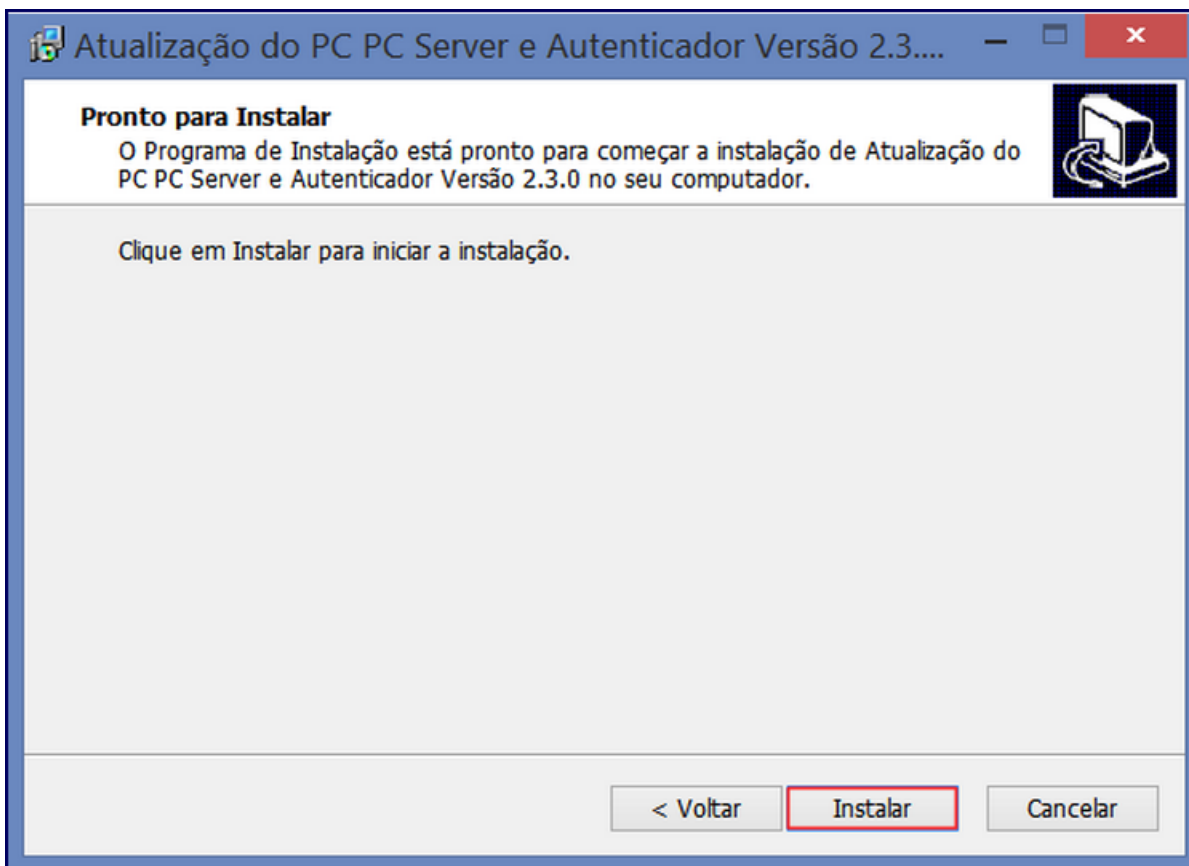 Atualização do PC PC Server e Autenticador Versão 2.3....
Pronto para Instalar
O Programa de Instalação está pronto para começar a instalação de Atualização do
PC PC Server e Autenticador Versão 2.3.0 no seu computador.
Clique em Instalar para iniciar a instalação.
< Voltar
Instalar
Cancelar